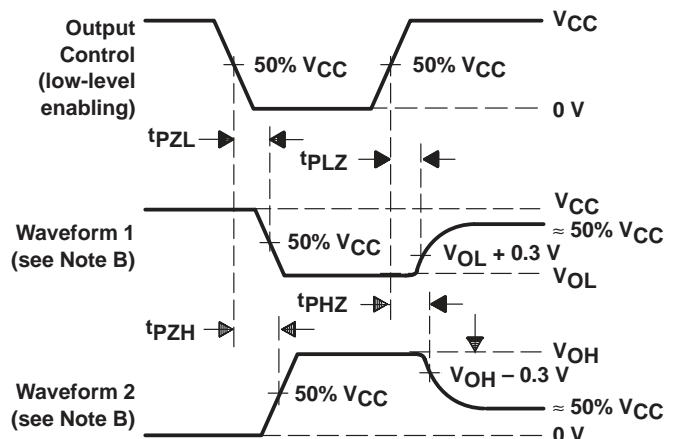 Output
Control
(low-level
enabling)
50% VCC
50% VCC
VCC
0 V
tPZL
tPLZ
Waveform 1
(see Note B)
50% VCC
VCC
≈ 50% VCC
VOL + 0.3 V
VOL
tPHZ
tPZH
Waveform 2
(see Note B)
50% VCC
VOH
VOH – 0.3 V
≈ 50% VCC
0 V